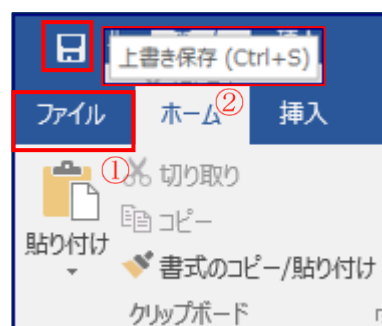 上書き保存 (Ctrl+S)
ファイル ホーム② 挿入
① 切り取り
コピー
貼り付け
書式のコピー/貼り付け
クリップボード